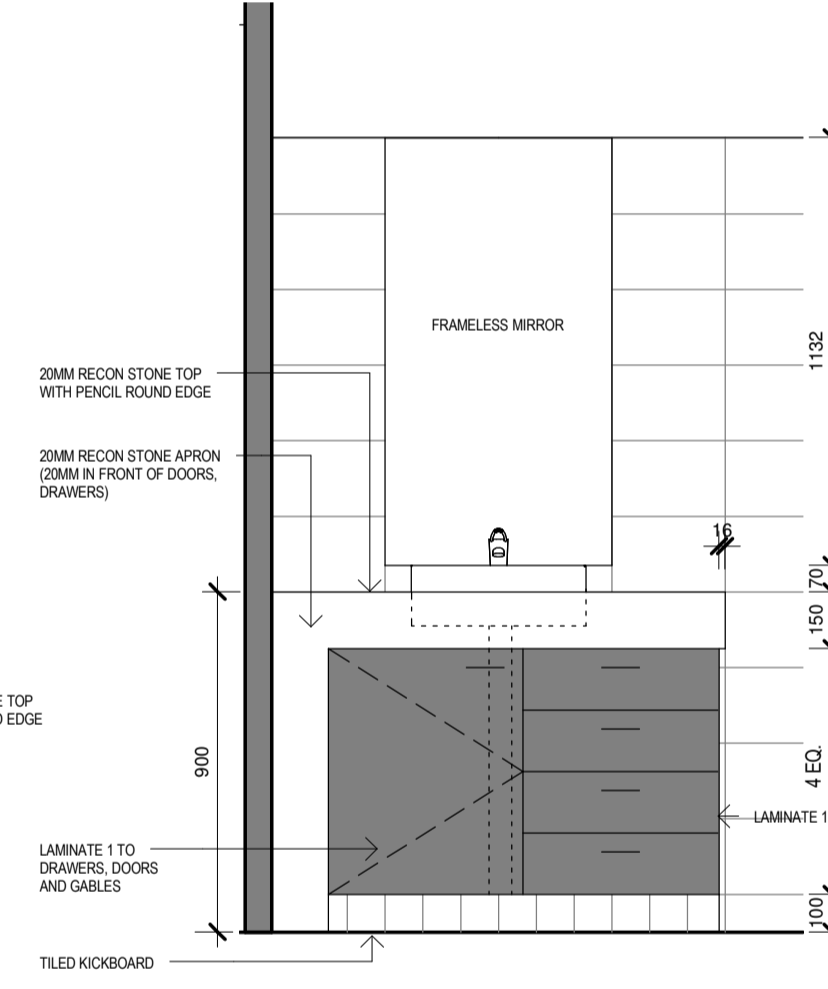 FRAMELESS MIRROR
1132
20MM RECON STONE TOP
WITH PENCIL ROUND EDGE
20MM RECON STONE APRON
(20MM IN FRONT OF DOORS,
DRAWERS)
16
70
150
E TOP
D EDGE
900
4 EQ.
LAMINATE 1
LAMINATE 1 TO
DRAWERS, DOORS
AND GABLES
100
TILED KICKBOARD